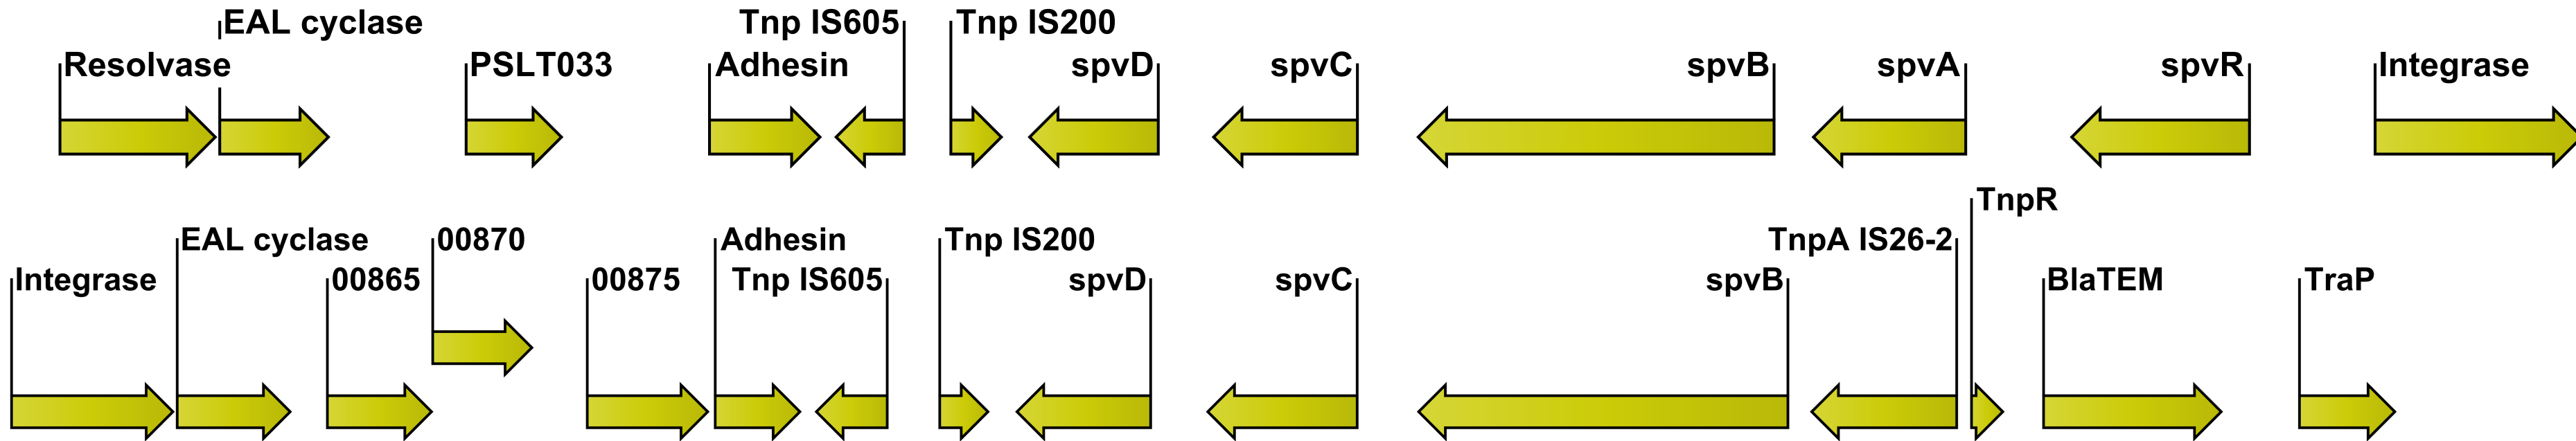 EAL cyclase Tnp IS605 Tnp IS200
Resolvase PSLT033 Adhesin spvD spvC spvB spvA spvR Integrase
TnpR
EAL cyclase 00870 Adhesin Tnp IS200 TnpA IS26-2
Integrase 00865 00875 Tnp IS605 spvD spvC spvB BlaTEM TraP